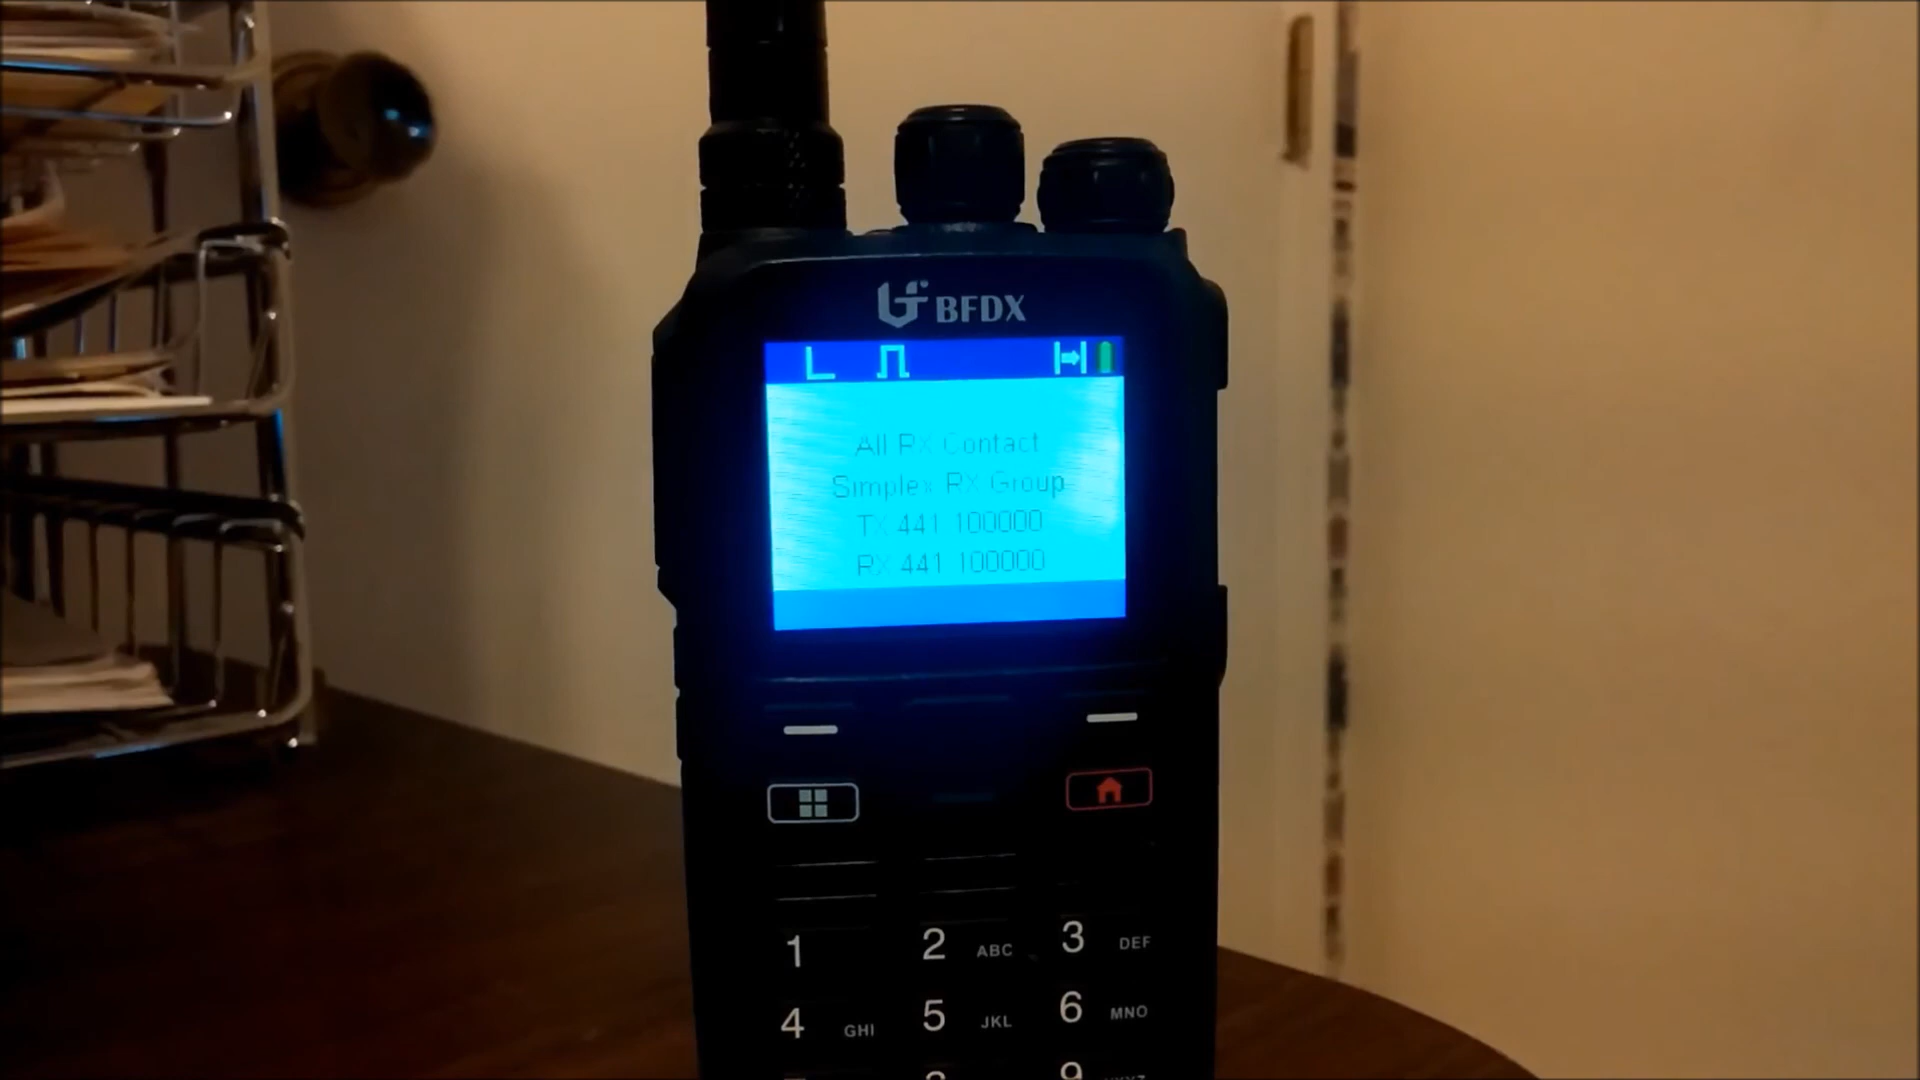 BFDX
L
All RX Contact
Simplex RX Group
TX 441 100000
RX 441 100000
1
2 ABC
3 DEF
4 GHI
5 JKL
6 MNO
9